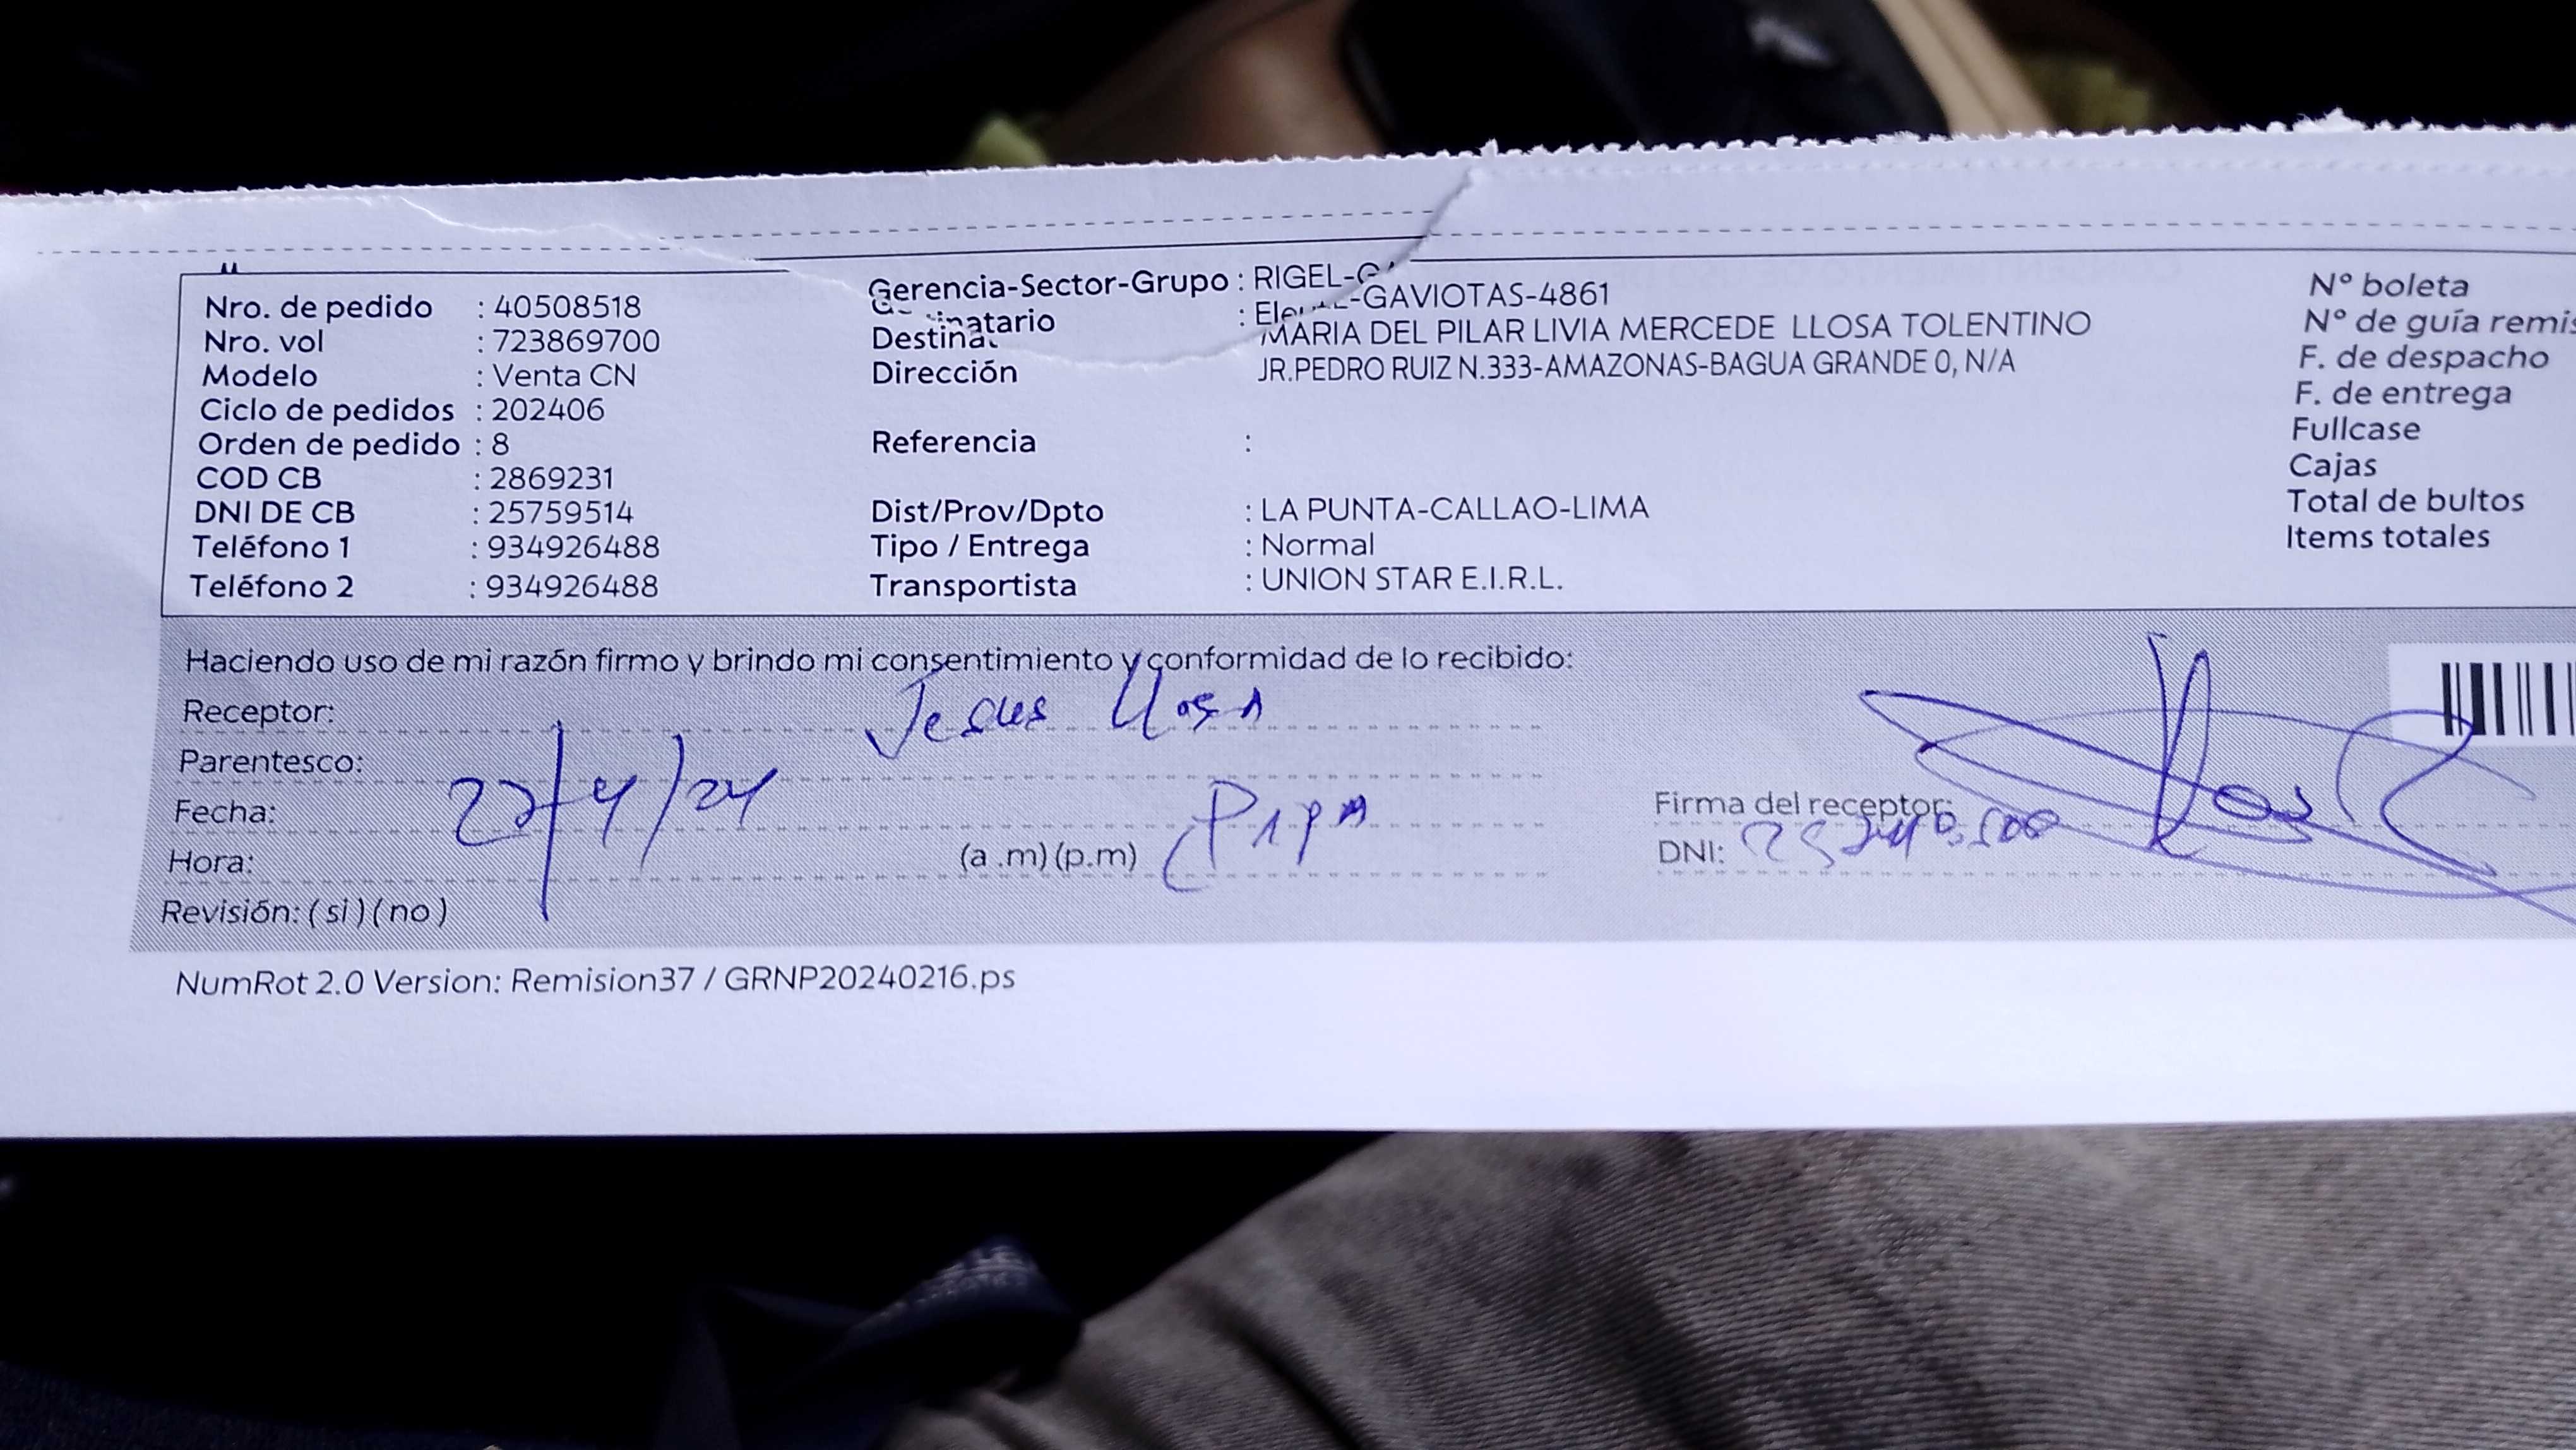 Nro. de pedido : 40508518
Nro. vol : 723869700
Modelo : Venta CN
Ciclo de pedidos : 202406
Orden de pedido : 8
COD CB : 2869231
DNI DE CB : 25759514
Teléfono 1 : 934926488
Teléfono 2 : 934926488
Gerencia-Sector-Grupo : RIGEL-GA
-GAVIOTAS-4861
Destinatario
MARIA DEL PILAR LIVIA MERCEDE LLOSA TOLENTINO
Dirección JR.PEDRO RUIZ N.333-AMAZONAS-BAGUA GRANDE 0, N/A
Referencia :
Dist/Prov/Dpto : LA PUNTA-CALLAO-LIMA
Tipo / Entrega : Normal
Transportista : UNION STAR E.I.R.L.
Nº boleta
Nº de guía remis
F. de despacho
F. de entrega
Fullcase
Cajas
Total de bultos
Items totales
Haciendo uso de mi razón firmo y brindo mi consentimiento y conformidad de lo recibido:
Receptor: Jesus Llosa
Parentesco: Papa
Fecha: 22/4/24
Hora: (a .m) (p.m)
Revisión: ( si ) ( no )
Firma del receptor:
DNI:
NumRot 2.0 Version: Remision37 / GRNP20240216.ps